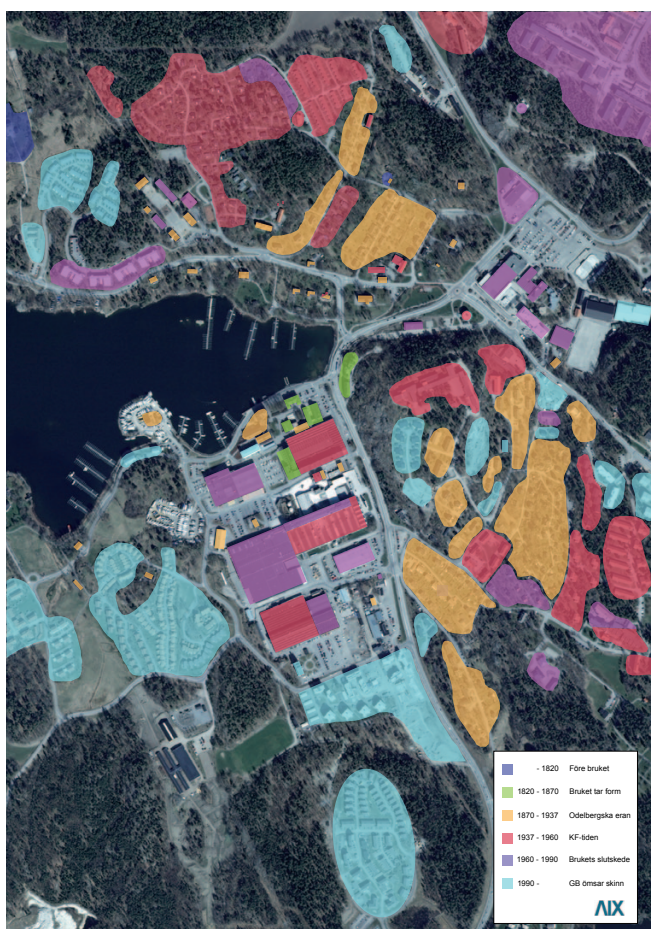 - 1820 Före bruket
1820 - 1870 Bruket tar form
1870 - 1937 Odelbergska eran
1937 - 1960 KF-tiden
1960 - 1990 Brukets slutskede
1990 - GB ömsar skinn
AIX